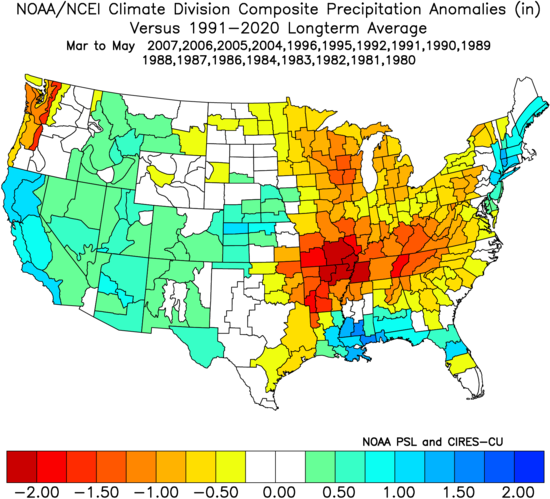 NOAA/NCEI Climate Division Composite Precipitation Anomalies (in)
Versus 1991−2020 Longterm Average
Mar to May 2007,2006,2005,2004,1996,1995,1992,1991,1990,1989
1988,1987,1986,1984,1983,1982,1981,1980
NOAA PSL and CIRES−CU
−2.00 −1.50 −1.00 −0.50 0.00 0.50 1.00 1.50 2.00